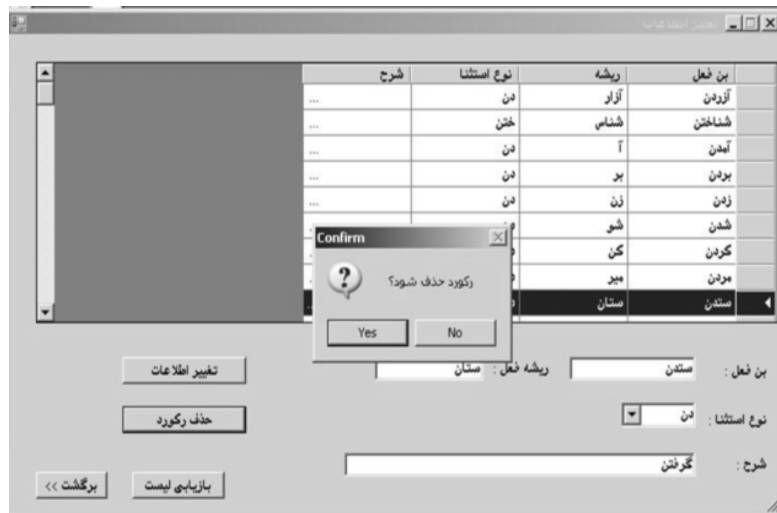 تغییر اطلاعات
بن فعل ریشه نوع استثنا شرح
آزردن آزار دن ...
شناختن شناس ختن ...
آمدن آ دن ...
بردن بر دن ...
زدن زن دن ...
شدن شو
کردن کن
مردن میر
ستدن ستان
Confirm
رکورد حذف شود؟
Yes No
بن فعل : ستدن ریشه فعل : ستان تغییر اطلاعات
نوع استثنا : دن حذف رکورد
شرح : گرفتن
بازیابی لیست برگشت >>